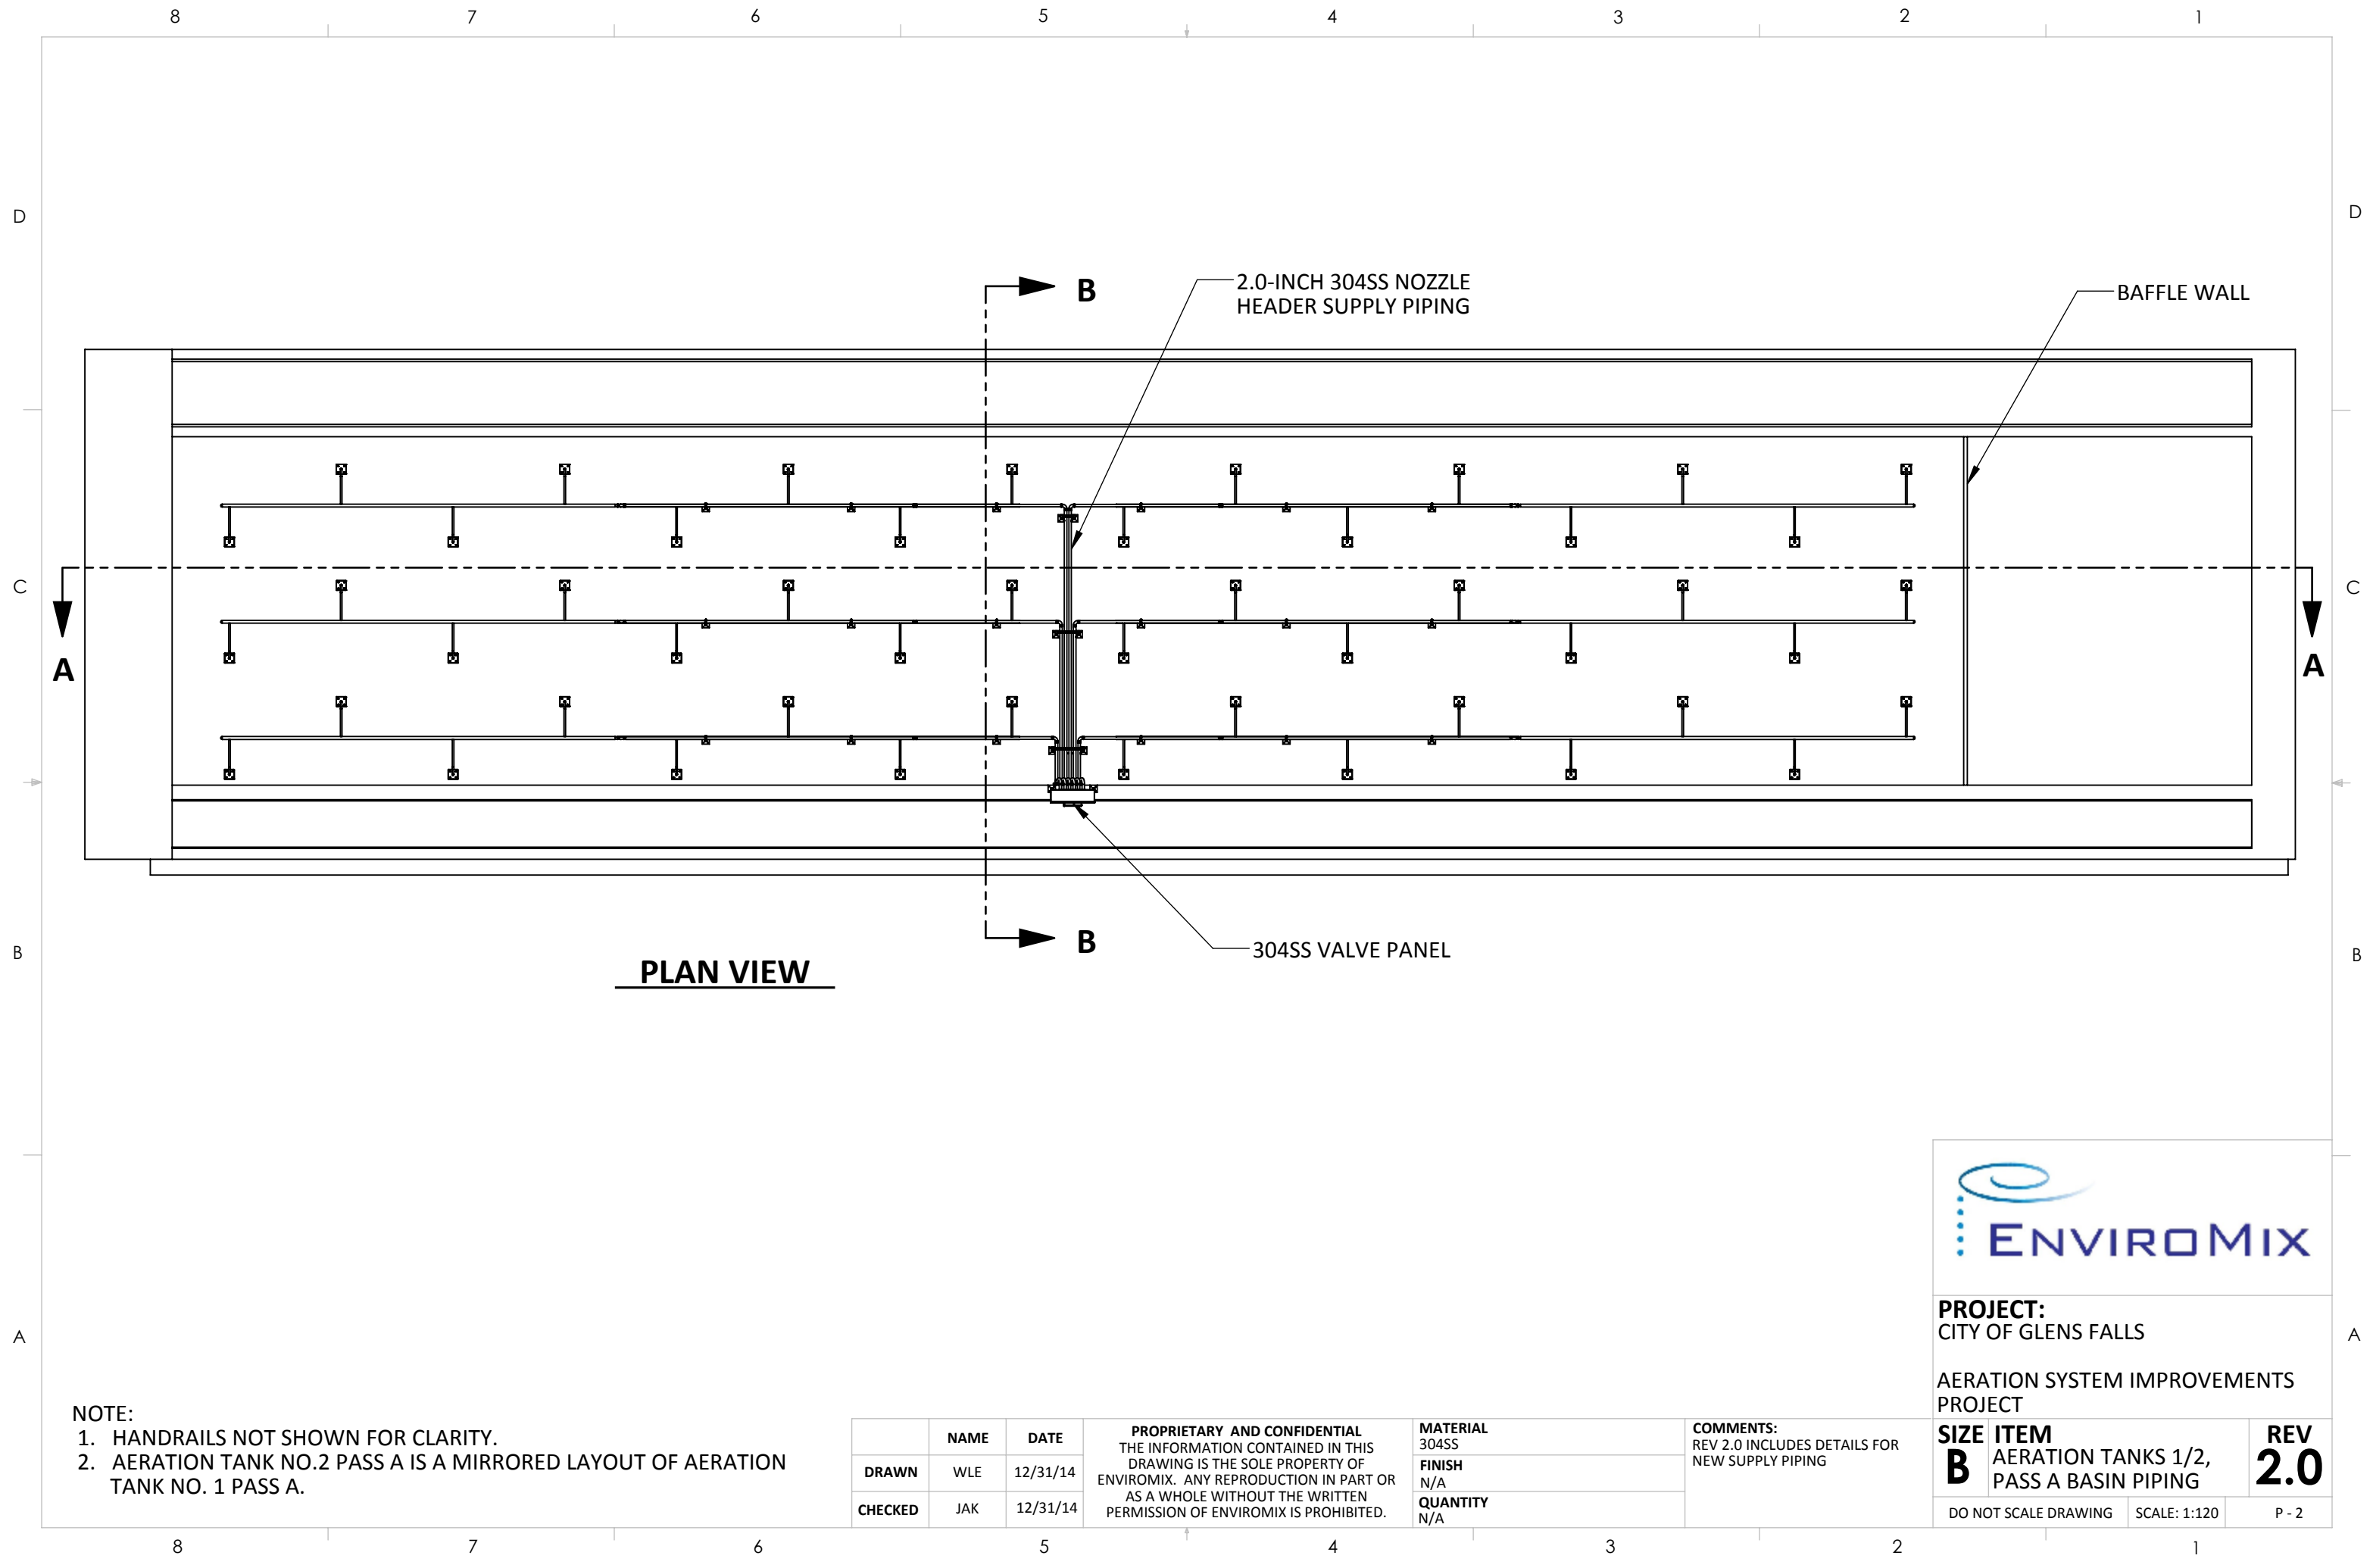 8 7 6 5 4 3 2 1
D D
B
2.0-INCH 304SS NOZZLE
HEADER SUPPLY PIPING
BAFFLE WALL
C C
A A
B
304SS VALVE PANEL
B B
PLAN VIEW
ENVIROMIX
A A
PROJECT:
CITY OF GLENS FALLS
AERATION SYSTEM IMPROVEMENTS
PROJECT
NOTE:
1. HANDRAILS NOT SHOWN FOR CLARITY.
2. AERATION TANK NO.2 PASS A IS A MIRRORED LAYOUT OF AERATION
TANK NO. 1 PASS A.
NAME DATE
DRAWN WLE 12/31/14
CHECKED JAK 12/31/14
PROPRIETARY AND CONFIDENTIAL
THE INFORMATION CONTAINED IN THIS
DRAWING IS THE SOLE PROPERTY OF
ENVIROMIX. ANY REPRODUCTION IN PART OR
AS A WHOLE WITHOUT THE WRITTEN
PERMISSION OF ENVIROMIX IS PROHIBITED.
MATERIAL
304SS
FINISH
N/A
QUANTITY
N/A
COMMENTS:
REV 2.0 INCLUDES DETAILS FOR
NEW SUPPLY PIPING
SIZE
B
ITEM
AERATION TANKS 1/2,
PASS A BASIN PIPING
REV
2.0
DO NOT SCALE DRAWING SCALE: 1:120 P - 2
8 7 6 5 4 3 2 1